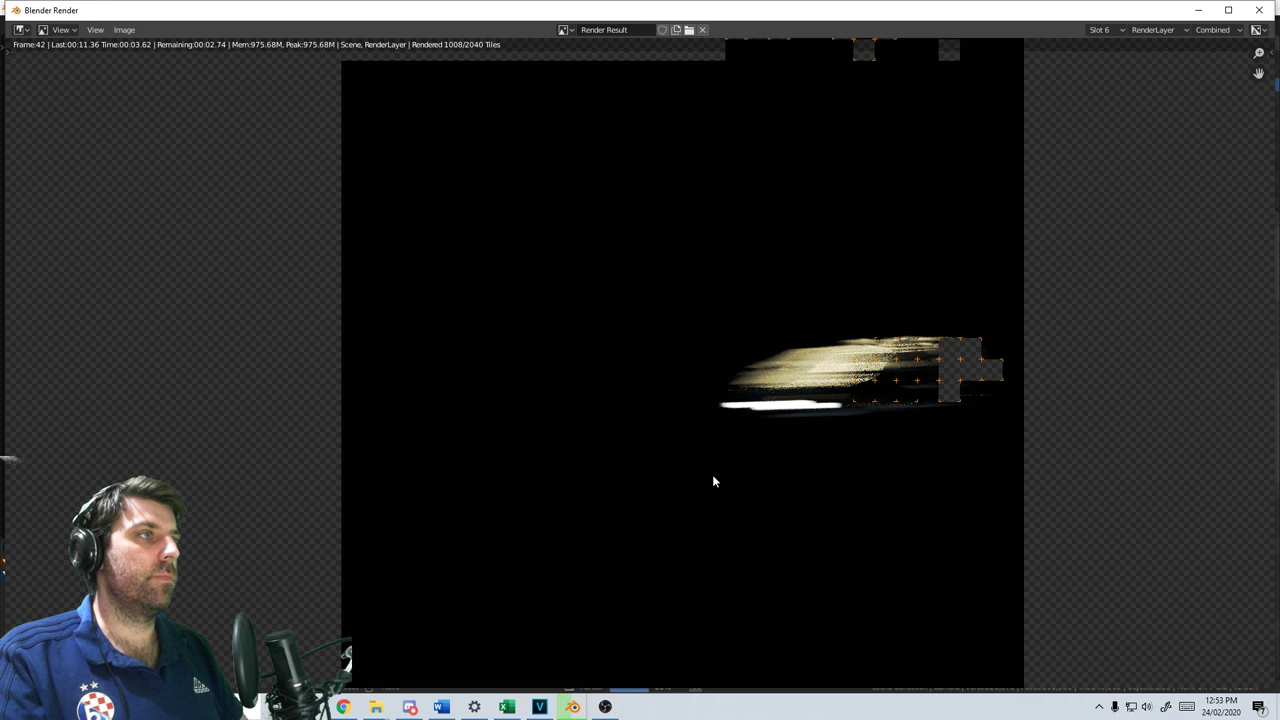 Blender Render
View View Image Render Result Slot 6 RenderLayer Combined
Frame:42 | Last:00:11.36 Time:00:03.62 | Remaining:00:02.74 | Mem:975.68M, Peak:975.68M | Scene, RenderLayer | Rendered 1008/2040 Tiles
12:53 PM
24/02/2020